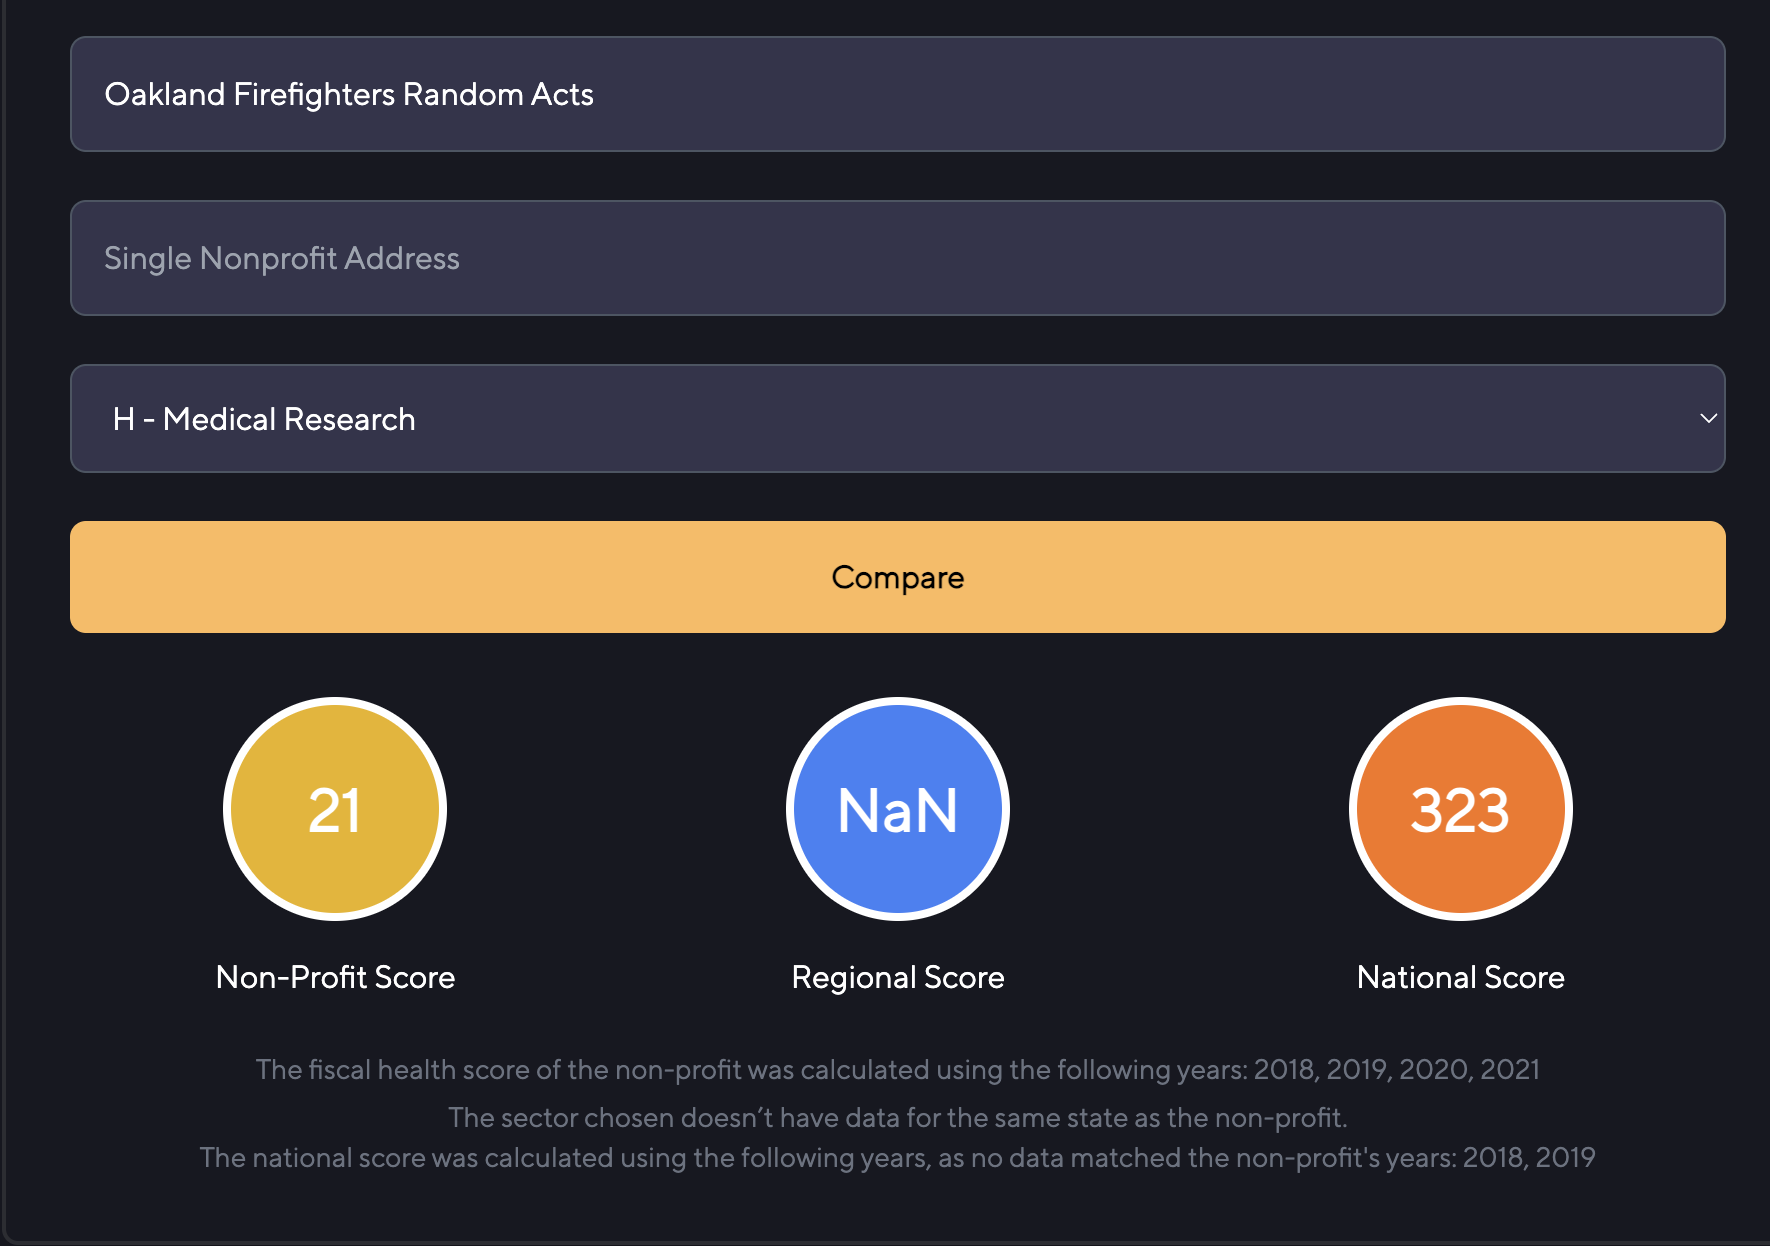 Oakland Firefighters Random Acts
Single Nonprofit Address
H - Medical Research
Compare
21
NaN
323
Non-Profit Score
Regional Score
National Score
The fiscal health score of the non-profit was calculated using the following years: 2018, 2019, 2020, 2021
The sector chosen doesn’t have data for the same state as the non-profit.
The national score was calculated using the following years, as no data matched the non-profit's years: 2018, 2019